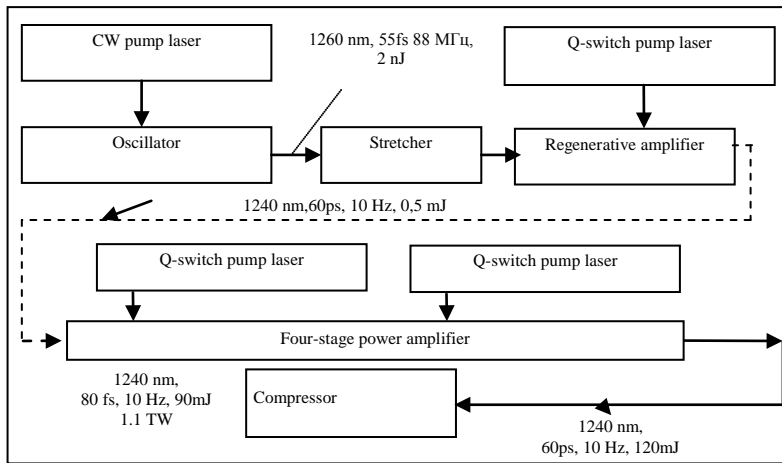 CW pump laser
1260 nm, 55fs 88 МГц,
2 nJ
Q-switch pump laser
Oscillator
Stretcher
Regenerative amplifier
1240 nm,60ps, 10 Hz, 0,5 mJ
Q-switch pump laser
Q-switch pump laser
Four-stage power amplifier
1240 nm,
80 fs, 10 Hz, 90mJ
1.1 TW
Compressor
1240 nm,
60ps, 10 Hz, 120mJ